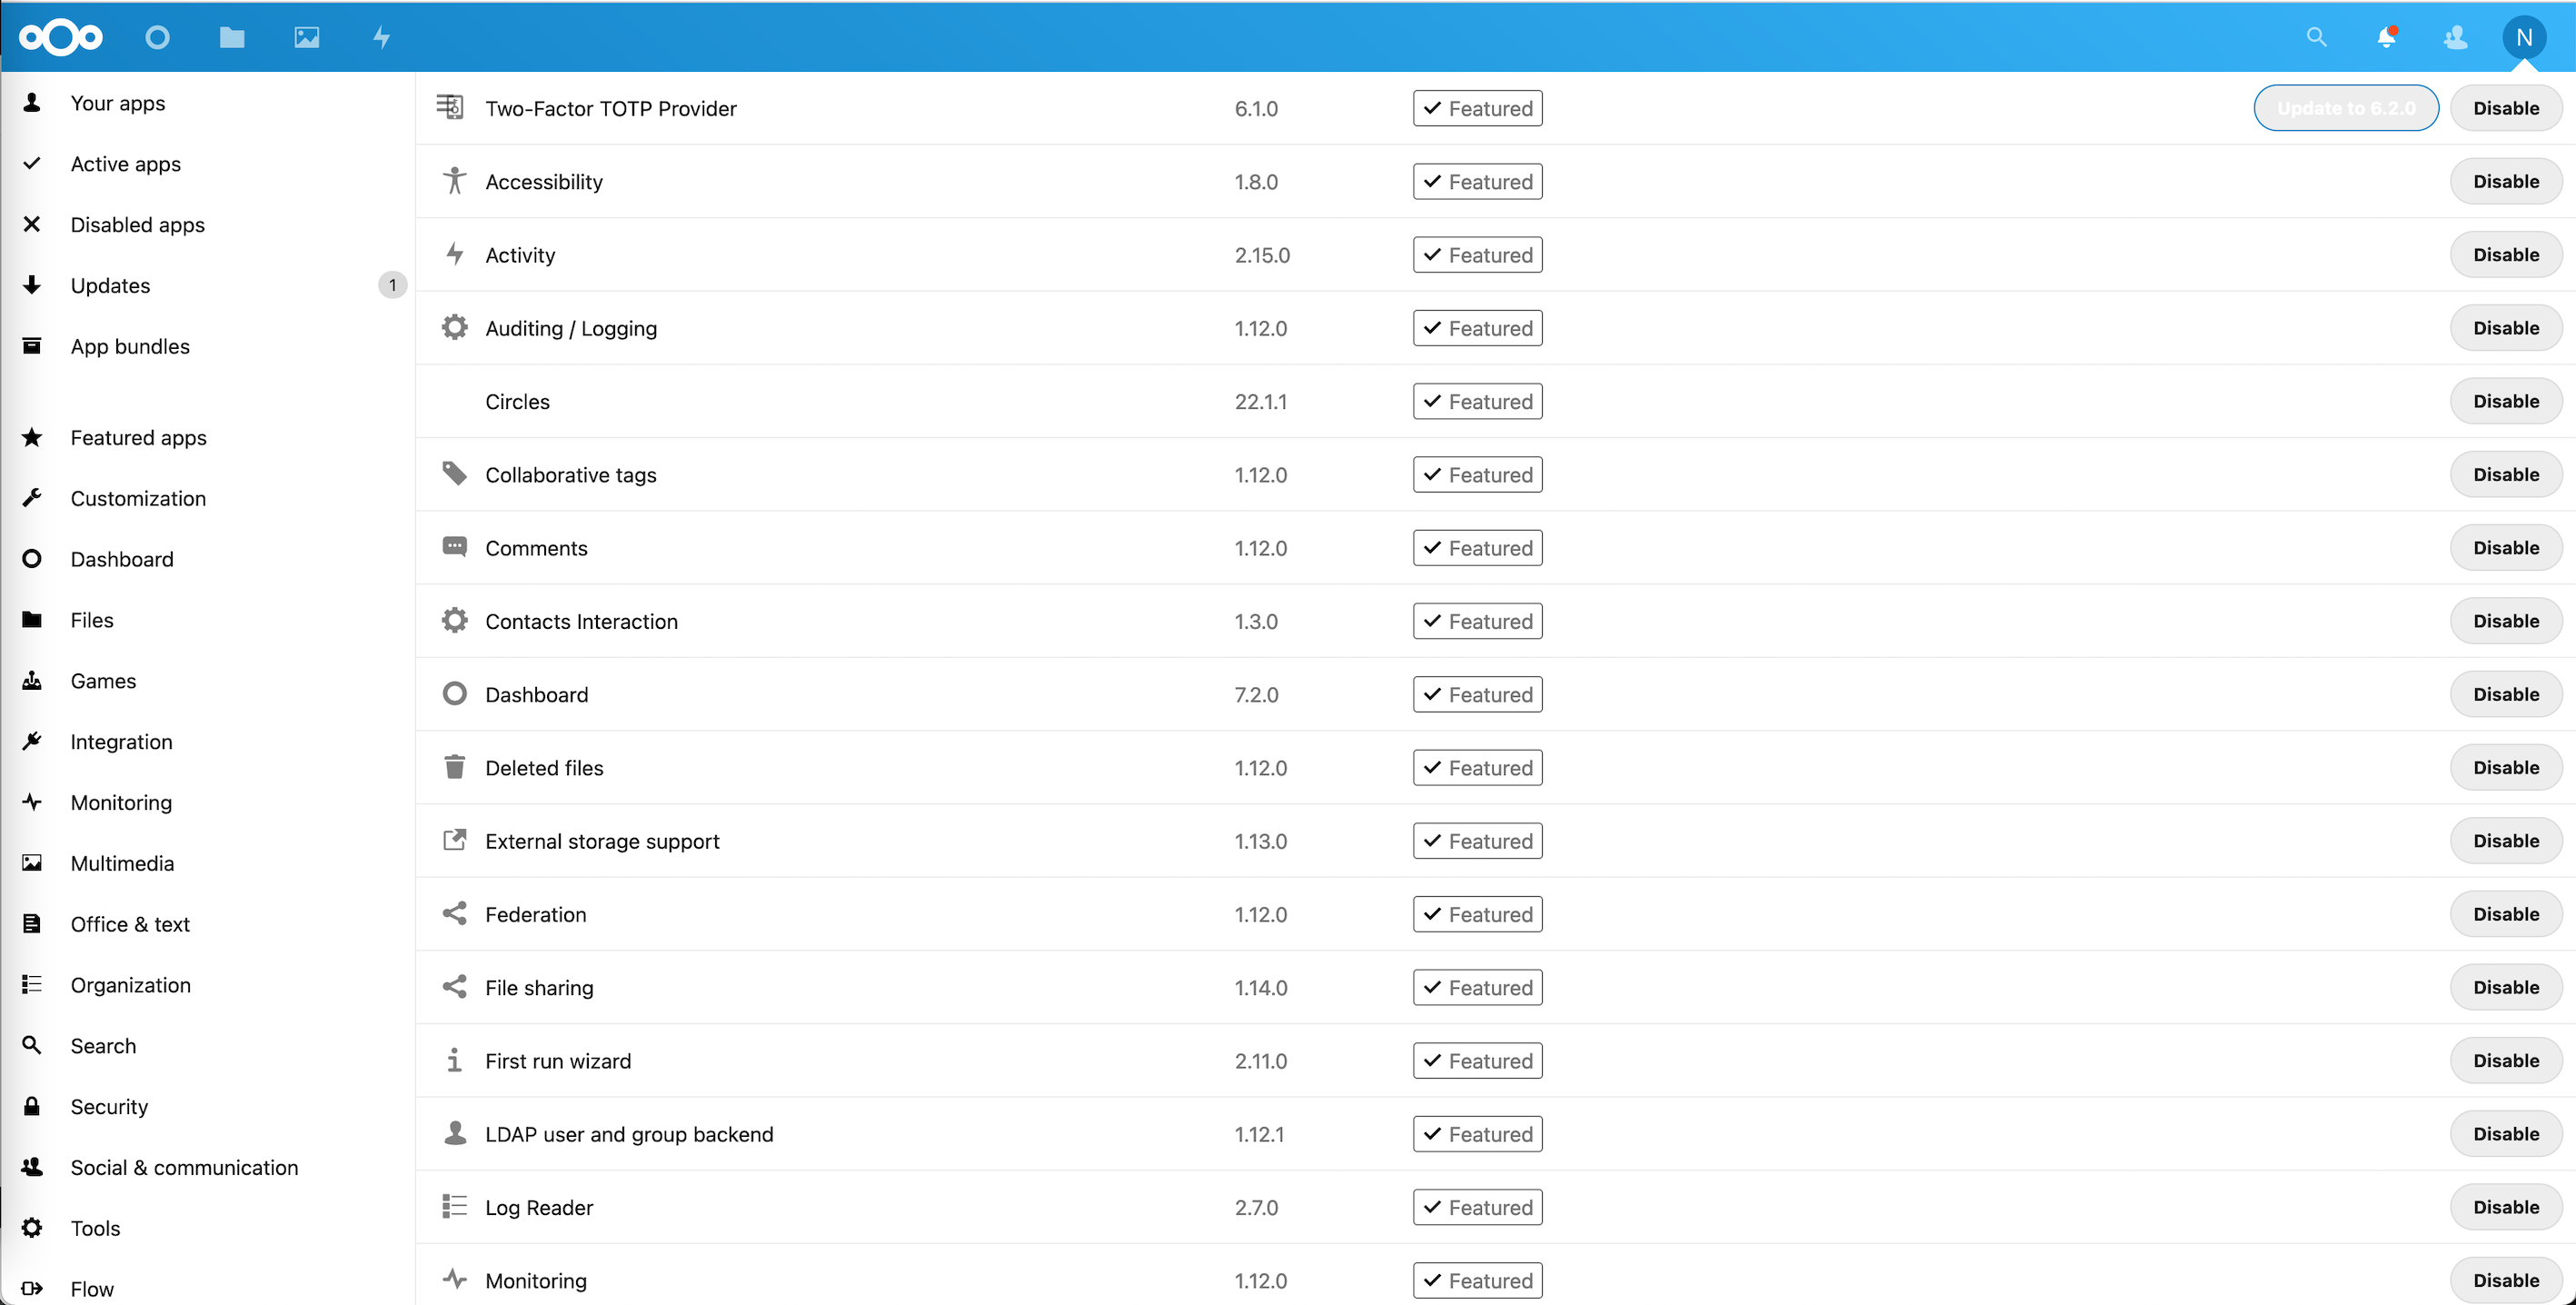 N
Your apps
Active apps
Disabled apps
Updates 1
App bundles
Featured apps
Customization
Dashboard
Files
Games
Integration
Monitoring
Multimedia
Office & text
Organization
Search
Security
Social & communication
Tools
Flow
Two-Factor TOTP Provider 6.1.0 Featured Update to 6.2.0 Disable
Accessibility 1.8.0 Featured Disable
Activity 2.15.0 Featured Disable
Auditing / Logging 1.12.0 Featured Disable
Circles 22.1.1 Featured Disable
Collaborative tags 1.12.0 Featured Disable
Comments 1.12.0 Featured Disable
Contacts Interaction 1.3.0 Featured Disable
Dashboard 7.2.0 Featured Disable
Deleted files 1.12.0 Featured Disable
External storage support 1.13.0 Featured Disable
Federation 1.12.0 Featured Disable
File sharing 1.14.0 Featured Disable
First run wizard 2.11.0 Featured Disable
LDAP user and group backend 1.12.1 Featured Disable
Log Reader 2.7.0 Featured Disable
Monitoring 1.12.0 Featured Disable